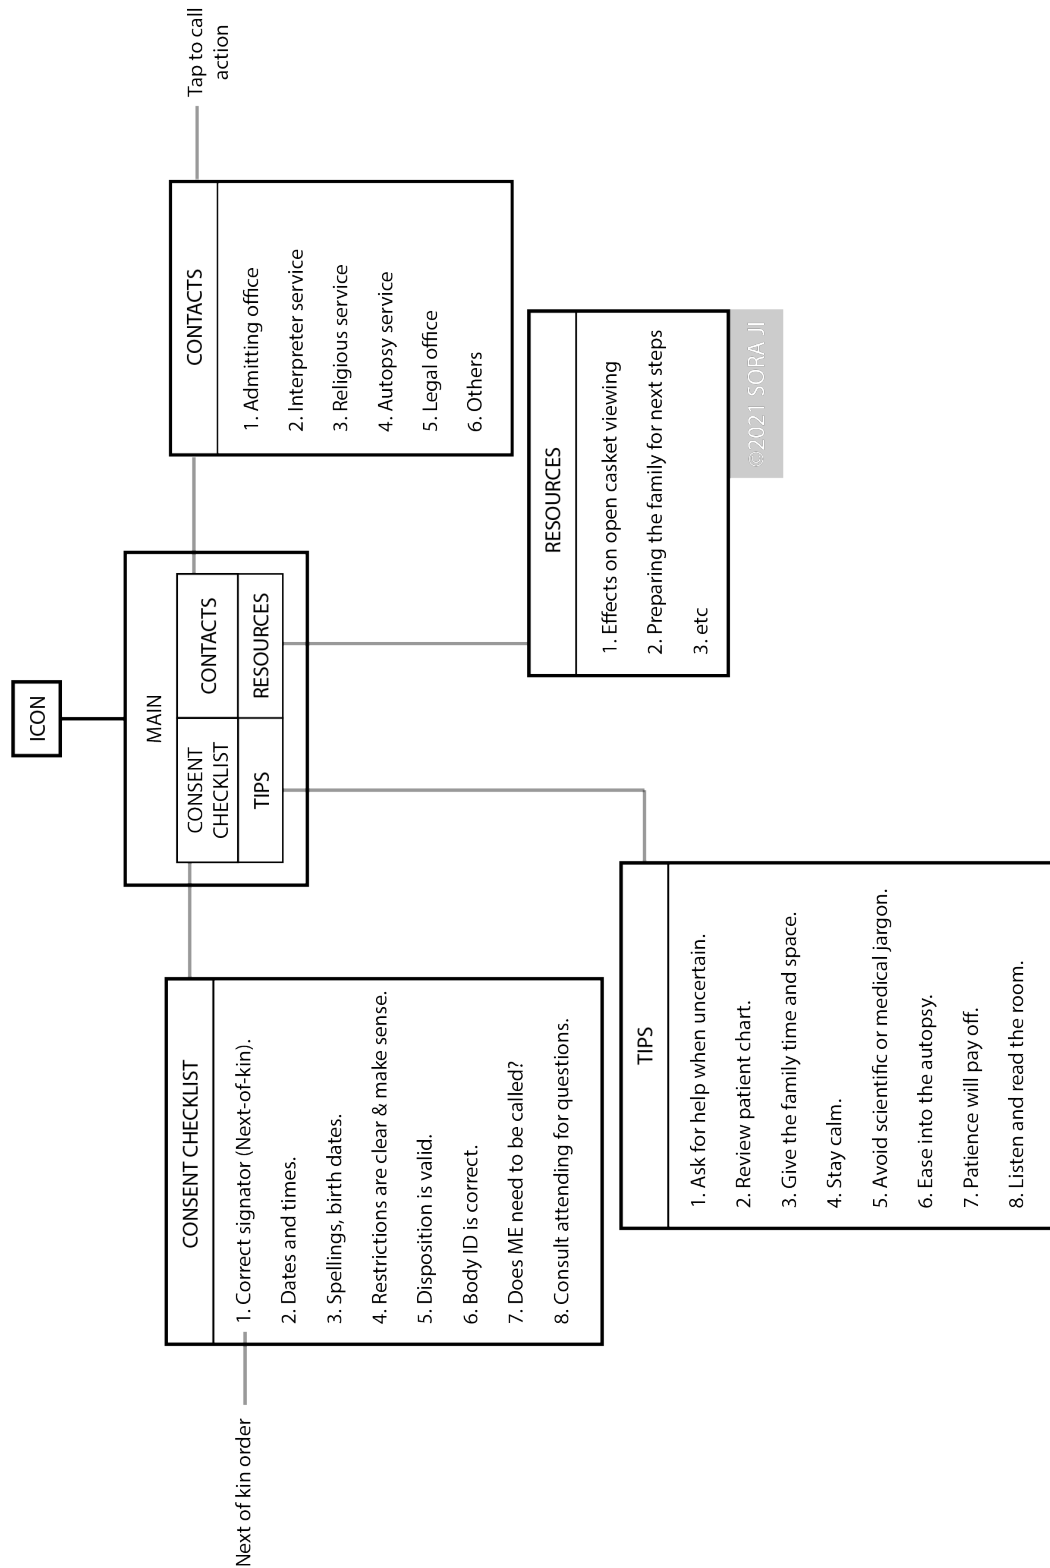 ICON
MAIN
CONSENT
CHECKLIST
CONTACTS
TIPS
RESOURCES
Next of kin order
CONSENT CHECKLIST
1. Correct signator (Next-of-kin).
2. Dates and times.
3. Spellings, birth dates.
4. Restrictions are clear & make sense.
5. Disposition is valid.
6. Body ID is correct.
7. Does ME need to be called?
8. Consult attending for questions.
CONTACTS
1. Admitting office
2. Interpreter service
3. Religious service
4. Autopsy service
5. Legal office
6. Others
Tap to call
action
TIPS
1. Ask for help when uncertain.
2. Review patient chart.
3. Give the family time and space.
4. Stay calm.
5. Avoid scientific or medical jargon.
6. Ease into the autopsy.
7. Patience will pay off.
8. Listen and read the room.
RESOURCES
1. Effects on open casket viewing
2. Preparing the family for next steps
3. etc
©2021 SORA JI